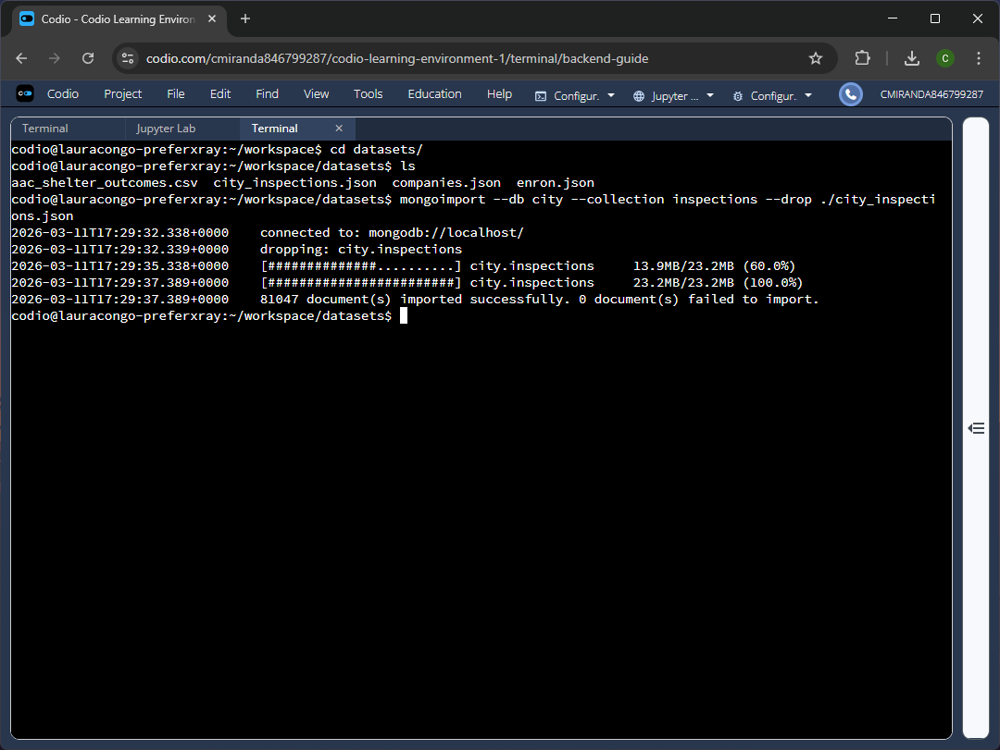 Codio - Codio Learning Environ
codio.com/cmiranda846799287/codio-learning-environment-1/terminal/backend-guide
C
Codio Project File Edit Find View Tools Education Help Configur. Jupyter ... Configur. CMIRANDA846799287
Terminal Jupyter Lab Terminal
codio@lauracongo-preferxray:~/workspace$ cd datasets/
codio@lauracongo-preferxray:~/workspace/datasets$ ls
aac_shelter_outcomes.csv  city_inspections.json  companies.json  enron.json
codio@lauracongo-preferxray:~/workspace/datasets$ mongoimport --db city --collection inspections --drop ./city_inspecti
ons.json
2026-03-11T17:29:32.338+0000    connected to: mongodb://localhost/
2026-03-11T17:29:32.339+0000    dropping: city.inspections
2026-03-11T17:29:35.338+0000    [##############..........] city.inspections     13.9MB/23.2MB (60.0%)
2026-03-11T17:29:37.389+0000    [########################] city.inspections     23.2MB/23.2MB (100.0%)
2026-03-11T17:29:37.389+0000    81047 document(s) imported successfully. 0 document(s) failed to import.
codio@lauracongo-preferxray:~/workspace/datasets$